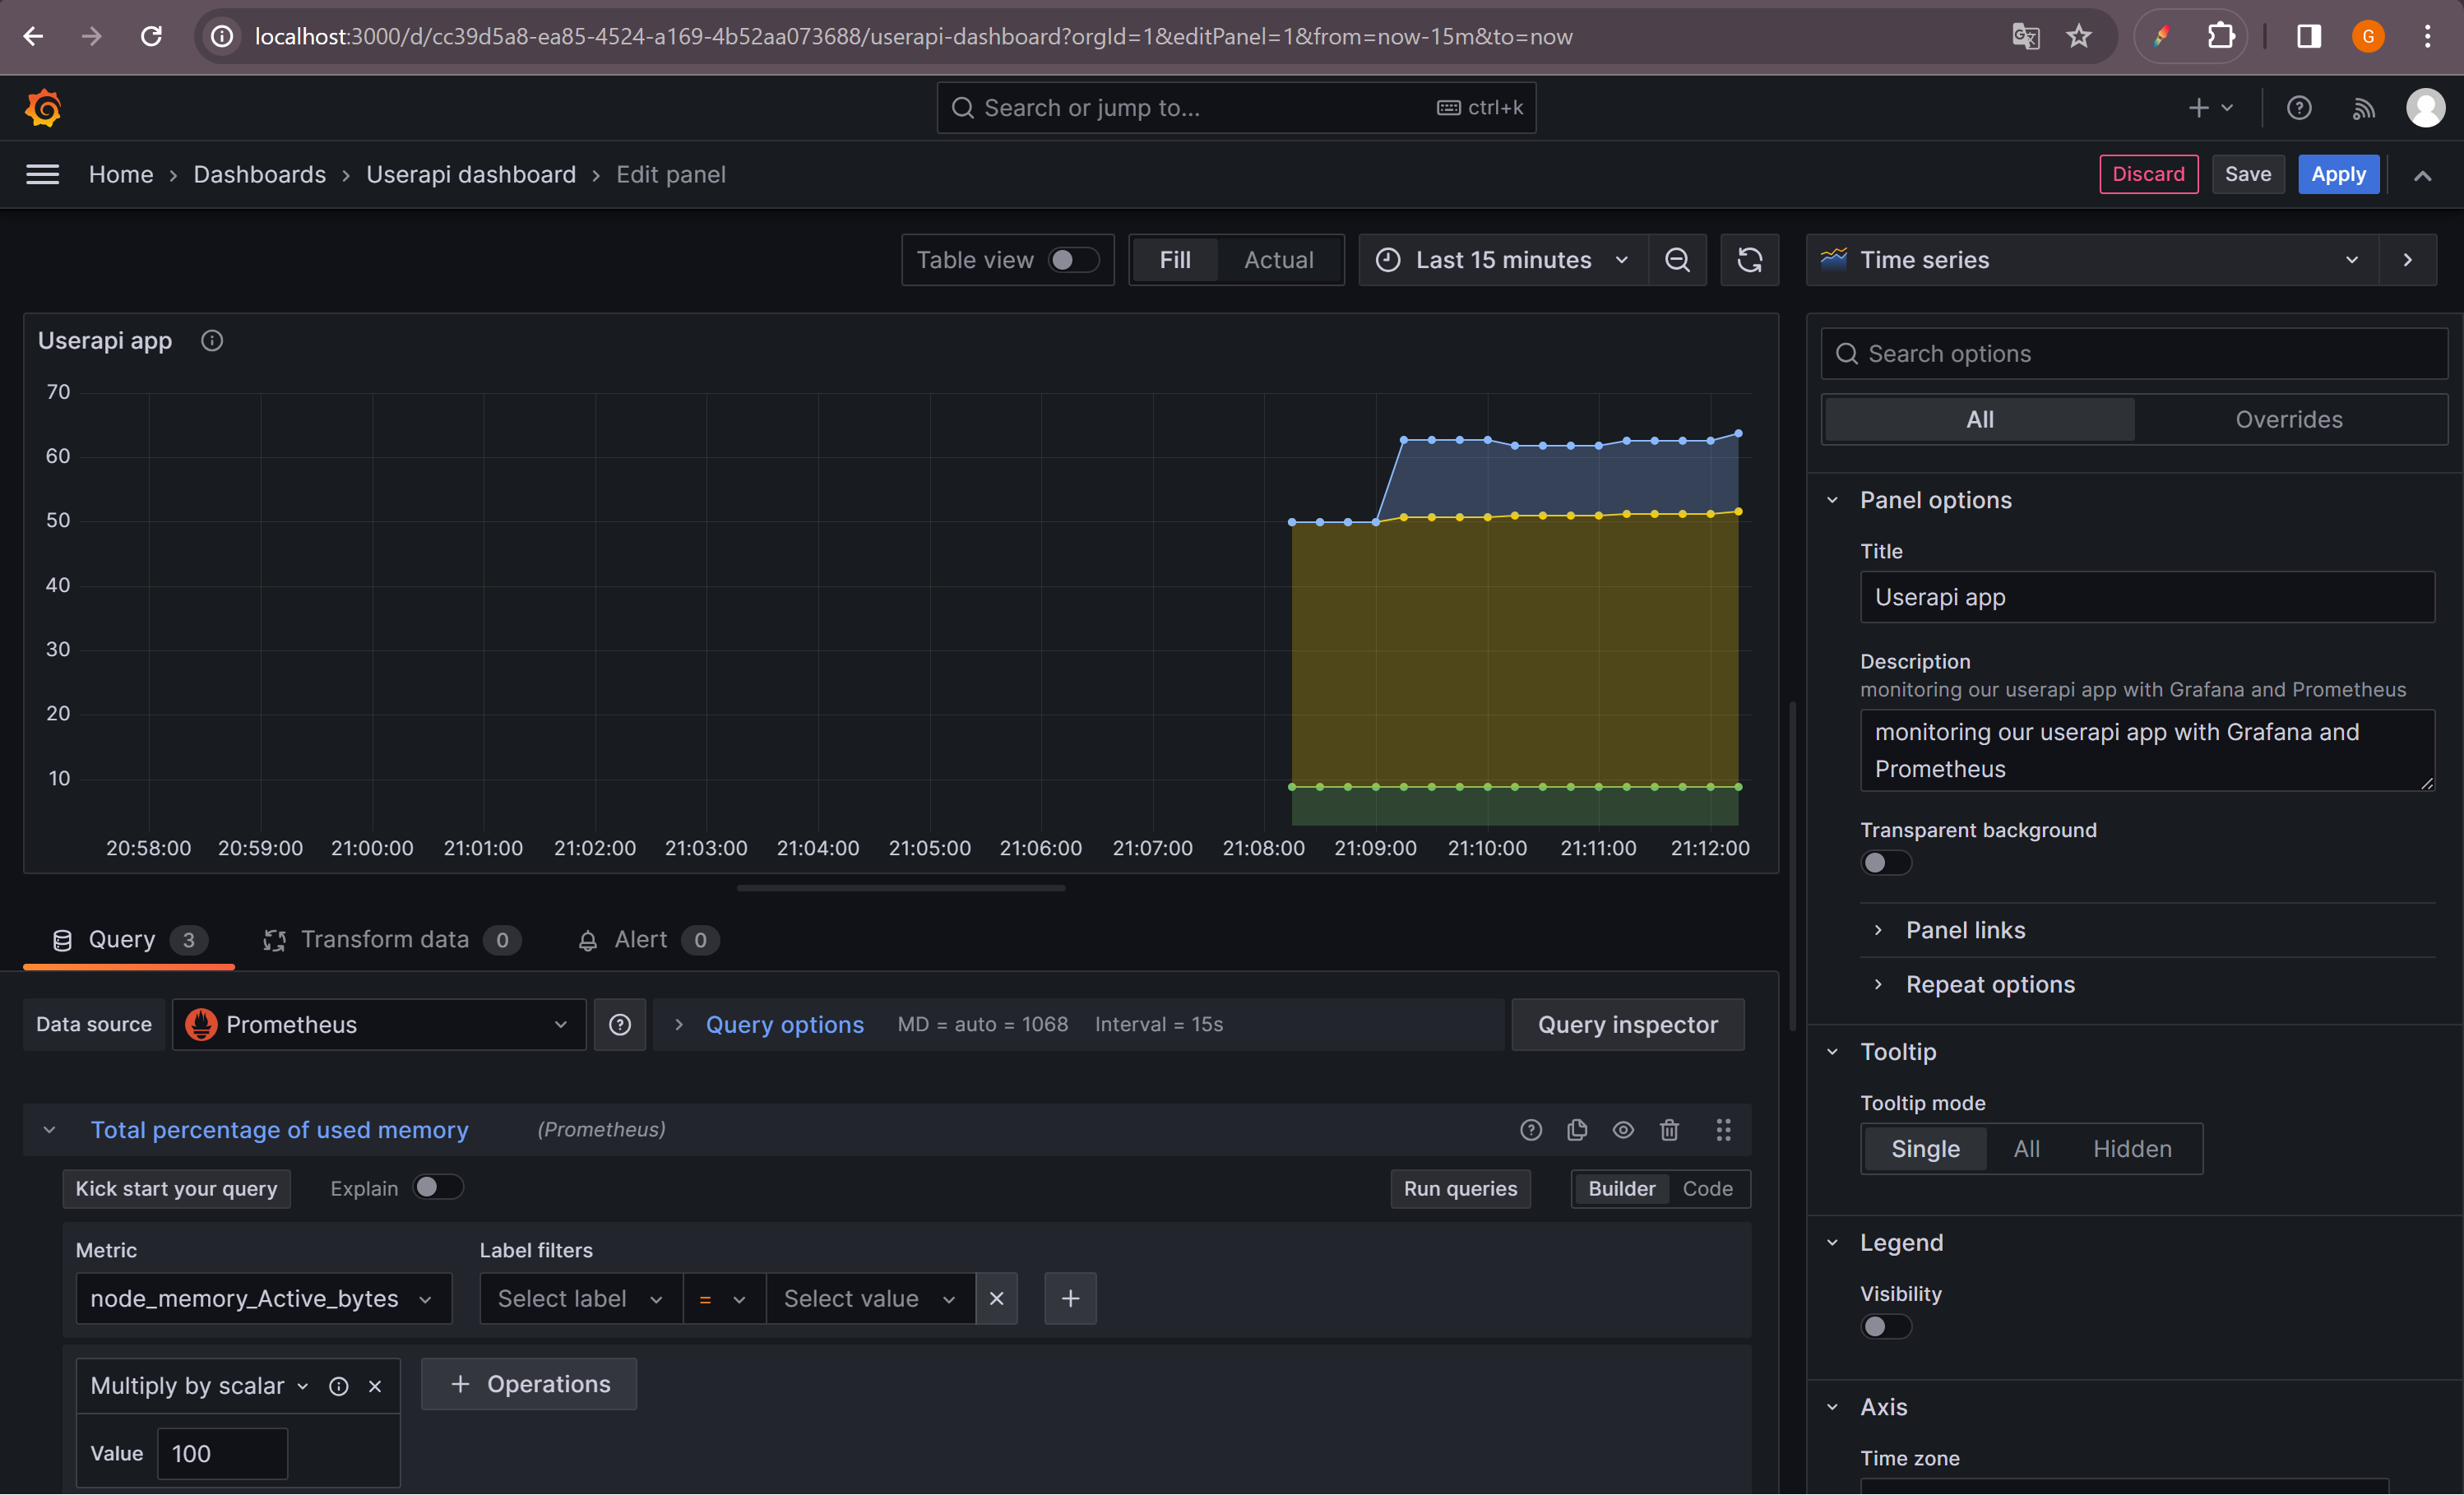 localhost:3000/d/cc39d5a8-ea85-4524-a169-4b52aa073688/userapi-dashboard?orgId=1&editPanel=1&from=now-15m&to=now
G
Search or jump to... ctrl+k
Home › Dashboards › Userapi dashboard › Edit panel
Discard Save Apply
Table view Fill Actual Last 15 minutes
Time series
Userapi app
70
60
50
40
30
20
10
20:58:00 20:59:00 21:00:00 21:01:00 21:02:00 21:03:00 21:04:00 21:05:00 21:06:00 21:07:00 21:08:00 21:09:00 21:10:00 21:11:00 21:12:00
Query 3 Transform data 0 Alert 0
Data source Prometheus Query options MD = auto = 1068 Interval = 15s Query inspector
Total percentage of used memory (Prometheus)
Kick start your query Explain Run queries Builder Code
Metric Label filters
node_memory_Active_bytes Select label = Select value
Multiply by scalar + Operations
Value 100
Search options
All Overrides
Panel options
Title
Userapi app
Description
monitoring our userapi app with Grafana and Prometheus
monitoring our userapi app with Grafana and
Prometheus
Transparent background
Panel links
Repeat options
Tooltip
Tooltip mode
Single All Hidden
Legend
Visibility
Axis
Time zone